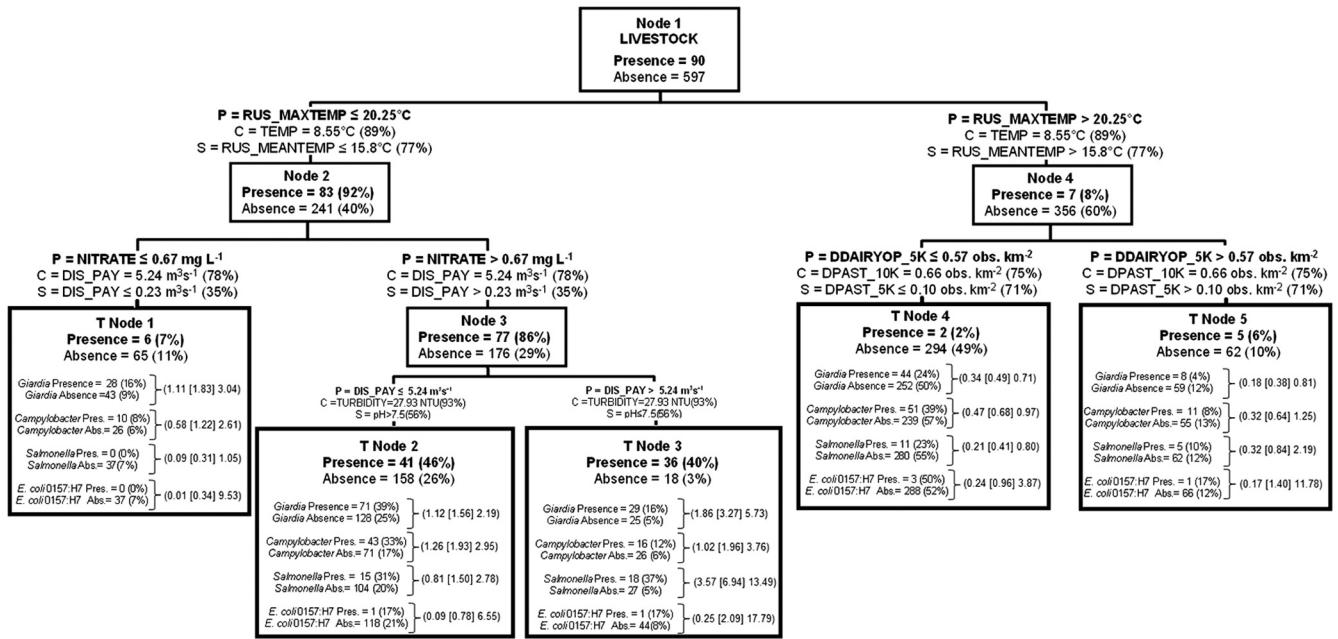 Node 1
LIVESTOCK
Presence = 90
Absence = 597
P = RUS_MAXTEMP ≤ 20.25°C
C = TEMP = 8.55°C (89%)
S = RUS_MEANTEMP ≤ 15.8°C (77%)
P = RUS_MAXTEMP > 20.25°C
C = TEMP = 8.55°C (89%)
S = RUS_MEANTEMP > 15.8°C (77%)
Node 2
Presence = 83 (92%)
Absence = 241 (40%)
Node 4
Presence = 7 (8%)
Absence = 356 (60%)
P = NITRATE ≤ 0.67 mg L-1
C = DIS_PAY = 5.24 m3s-1 (78%)
S = DIS_PAY ≤ 0.23 m3s-1 (35%)
P = NITRATE > 0.67 mg L-1
C = DIS_PAY = 5.24 m3s-1 (78%)
S = DIS_PAY > 0.23 m3s-1 (35%)
P = DDAIRYOP_5K ≤ 0.57 obs. km-2
C = DPAST_10K = 0.66 obs. km-2 (75%)
S = DPAST_5K ≤ 0.10 obs. km-2 (71%)
P = DDAIRYOP_5K > 0.57 obs. km-2
C = DPAST_10K = 0.66 obs. km-2 (75%)
S = DPAST_5K > 0.10 obs. km-2 (71%)
T Node 1
Presence = 6 (7%)
Absence = 65 (11%)
Giardia Presence = 28 (16%)
Giardia Absence =43 (9%)
(1.11 [1.83] 3.04)
Campylobacter Pres. = 10 (8%)
Campylobacter Abs. = 26 (6%)
(0.58 [1.22] 2.61)
Salmonella Pres. = 0 (0%)
Salmonella Abs.= 37(7%)
(0.09 [0.31] 1.05)
E. coli 0157:H7 Pres. = 0 (0%)
E. coli 0157:H7 Abs. = 37 (7%)
(0.01 [0.34] 9.53)
Node 3
Presence = 77 (86%)
Absence = 176 (29%)
P = DIS_PAY ≤ 5.24 m3s-1
C =TURBIDITY=27.93 NTU(93%)
S = pH>7.5(56%)
P = DIS_PAY > 5.24 m3s-1
C =TURBIDITY=27.93 NTU(93%)
S = pH≤7.5(56%)
T Node 2
Presence = 41 (46%)
Absence = 158 (26%)
Giardia Presence = 71 (39%)
Giardia Absence = 128 (25%)
(1.12 [1.56] 2.19)
Campylobacter Pres. = 43 (33%)
Campylobacter Abs. = 71 (17%)
(1.26 [1.93] 2.95)
Salmonella Pres. = 15 (31%)
Salmonella Abs.= 104 (20%)
(0.81 [1.50] 2.78)
E. coli 0157:H7 Pres. = 1 (17%)
E. coli 0157:H7 Abs. = 118 (21%)
(0.09 [0.78] 6.55)
T Node 3
Presence = 36 (40%)
Absence = 18 (3%)
Giardia Presence = 29 (16%)
Giardia Absence = 25 (5%)
(1.86 [3.27] 5.73)
Campylobacter Pres. = 16 (12%)
Campylobacter Abs. = 26 (6%)
(1.02 [1.96] 3.76)
Salmonella Pres. = 18 (37%)
Salmonella Abs. = 27 (5%)
(3.57 [6.94] 13.49)
E. coli 0157:H7 Pres. = 1 (17%)
E. coli 0157:H7 Abs. = 44(8%)
(0.25 [2.09] 17.79)
T Node 4
Presence = 2 (2%)
Absence = 294 (49%)
Giardia Presence = 44 (24%)
Giardia Absence = 252 (50%)
(0.34 [0.49] 0.71)
Campylobacter Pres. = 51 (39%)
Campylobacter Abs. = 239 (57%)
(0.47 [0.68] 0.97)
Salmonella Pres. = 11 (23%)
Salmonella Abs. = 280 (55%)
(0.21 [0.41] 0.80)
E. coli 0157:H7 Pres. = 3 (50%)
E. coli 0157:H7 Abs. = 288 (52%)
(0.24 [0.96] 3.87)
T Node 5
Presence = 5 (6%)
Absence = 62 (10%)
Giardia Presence = 8 (4%)
Giardia Absence = 59 (12%)
(0.18 [0.38] 0.81)
Campylobacter Pres. = 11 (8%)
Campylobacter Abs. = 55 (13%)
(0.32 [0.64] 1.25)
Salmonella Pres. = 5 (10%)
Salmonella Abs. = 62 (12%)
(0.32 [0.84] 2.19)
E. coli 0157:H7 Pres. = 1 (17%)
E. coli 0157:H7 Abs. = 66 (12%)
(0.17 [1.40] 11.78)